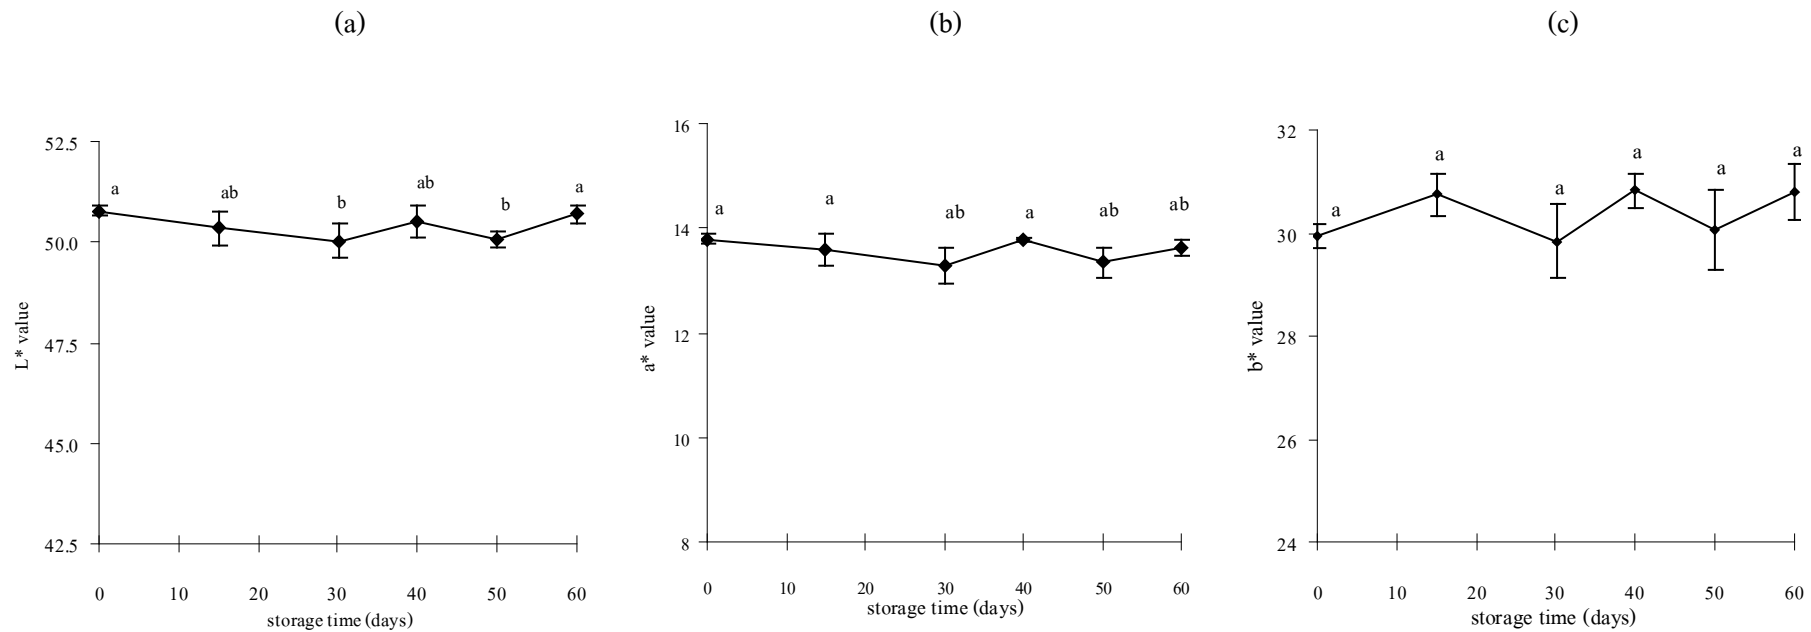 (a)
52.5
50.0
47.5
45.0
42.5
L* value
a
ab
b
ab
b
a
0 10 20 30 40 50 60
storage time (days)
(b)
16
14
12
10
8
a* value
a
a
ab
a
ab
ab
0 10 20 30 40 50 60
storage time (days)
(c)
32
30
28
26
24
b* value
a
a
a
a
a
a
0 10 20 30 40 50 60
storage time (days)